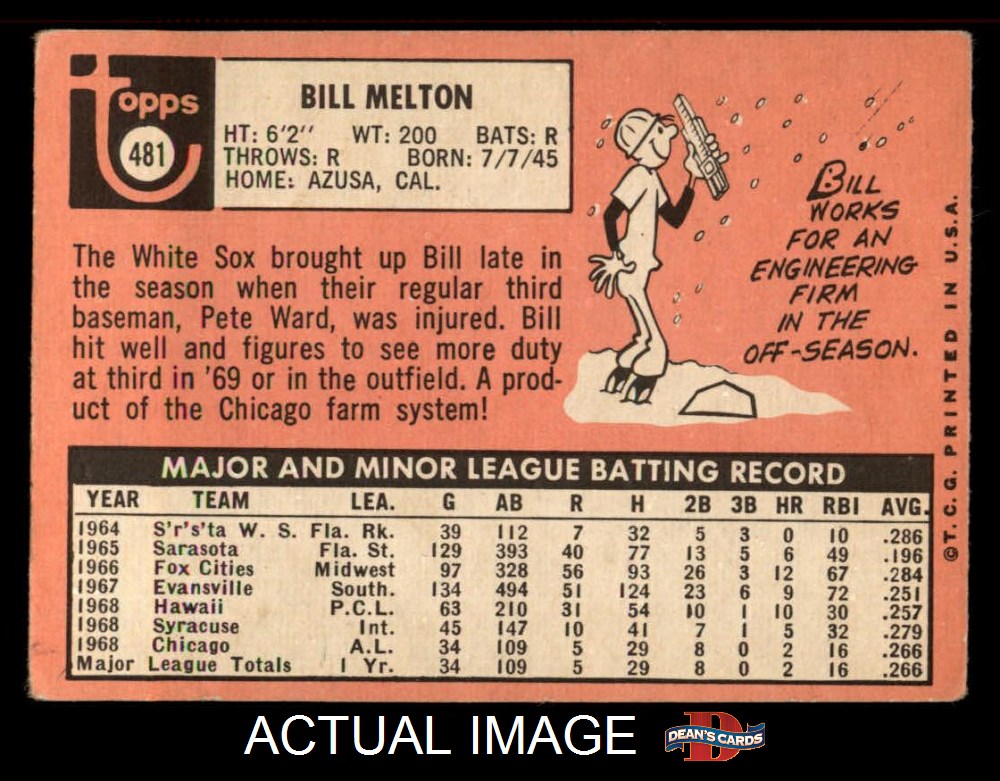 Topps
481
BILL MELTON
HT: 6'2'' WT: 200 BATS: R
THROWS: R BORN: 7/7/45
HOME: AZUSA, CAL.
The White Sox brought up Bill late in
the season when their regular third
baseman, Pete Ward, was injured. Bill
hit well and figures to see more duty
at third in '69 or in the outfield. A prod-
uct of the Chicago farm system!
BILL
WORKS
FOR AN
ENGINEERING
FIRM
IN THE
OFF-SEASON.
©T.C.G. PRINTED IN U.S.A.
MAJOR AND MINOR LEAGUE BATTING RECORD
YEAR TEAM LEA. G AB R H 2B 3B HR RBI AVG.
1964 S'r's'ta W. S. Fla. Rk. 39 112 7 32 5 3 0 10 .286
1965 Sarasota Fla. St. 129 393 40 77 13 5 6 49 .196
1966 Fox Cities Midwest 97 328 56 93 26 3 12 67 .284
1967 Evansville South. 134 494 51 124 23 6 9 72 .251
1968 Hawaii P.C.L. 63 210 31 54 10 1 10 30 .257
1968 Syracuse Int. 45 147 10 41 7 1 5 32 .279
1968 Chicago A.L. 34 109 5 29 8 0 2 16 .266
Major League Totals 1 Yr. 34 109 5 29 8 0 2 16 .266
ACTUAL IMAGE
D
DEAN'S CARDS